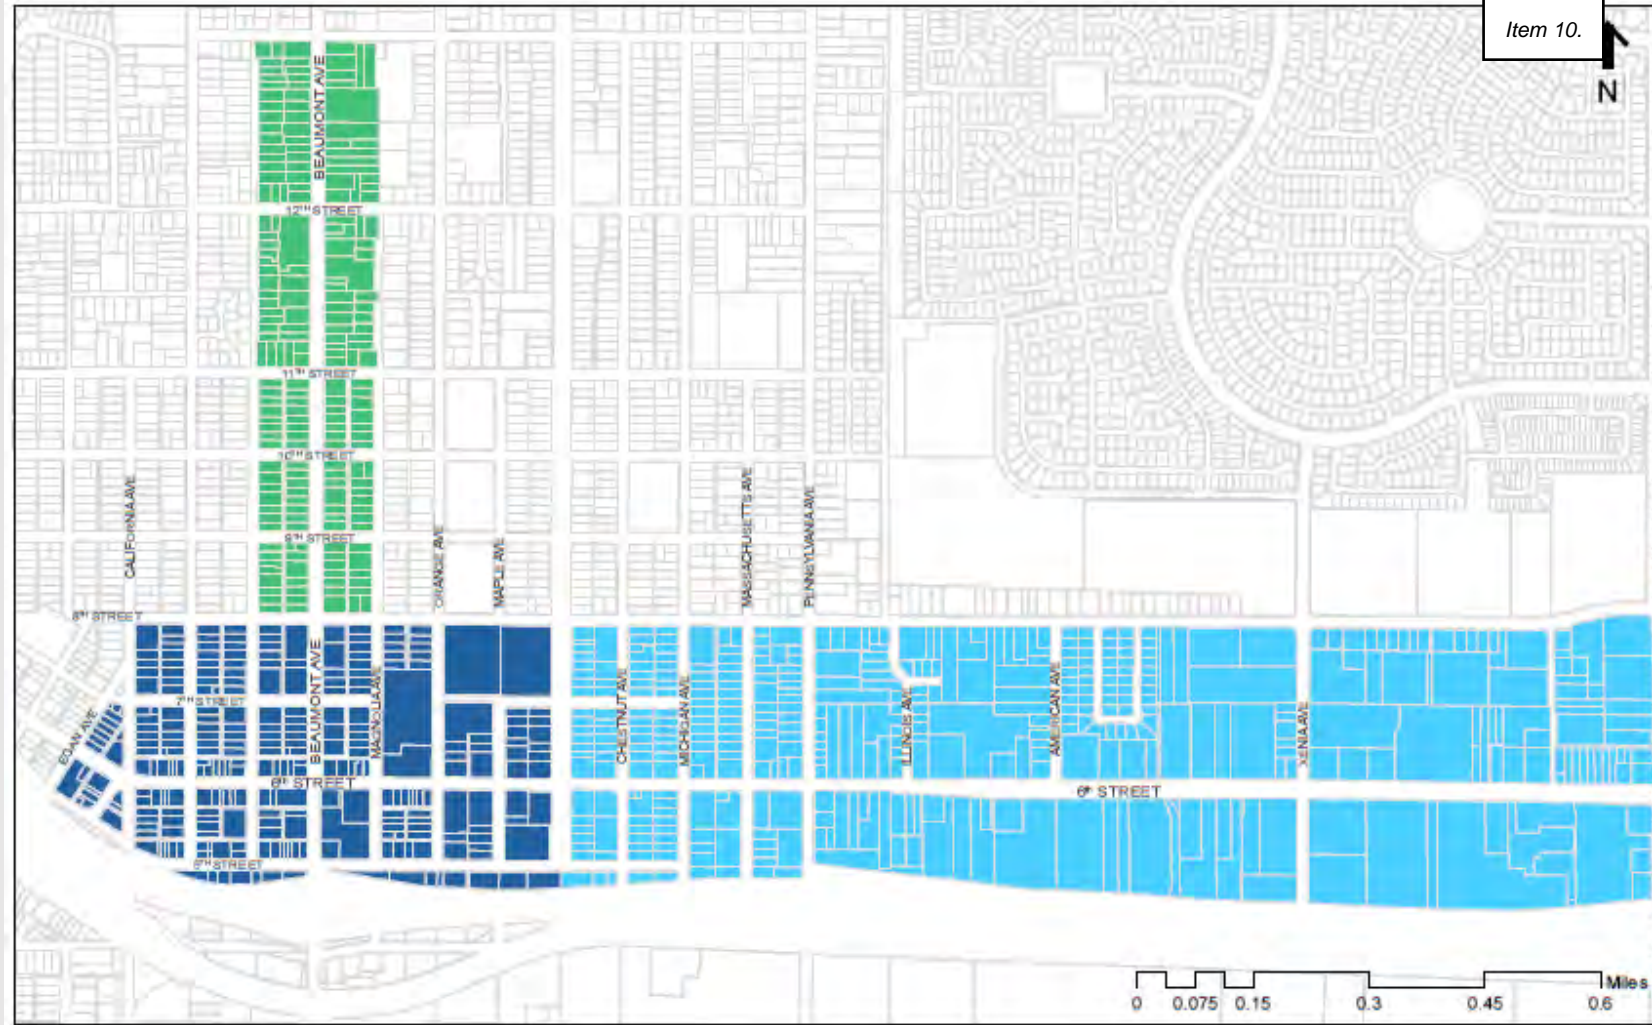 Item 10.
N
BEAUMONT AVE
12TH STREET
11TH STREET
10TH STREET
CALIFORNIA AVE
9TH STREET
ORANGE AVE
MAPLE AVE
MASSACHUSETTS AVE
PENNSYLVANIA AVE
8TH STREET
BEAUMONT AVE
MAGNOLIA AVE
7TH STREET
EGAN AVE
CHESTNUT AVE
MICHIGAN AVE
ILLINOIS AVE
AMERICAN AVE
XENIA AVE
6th STREET
6th STREET
5TH STREET
Miles
0 0.075 0.15 0.3 0.45 0.6